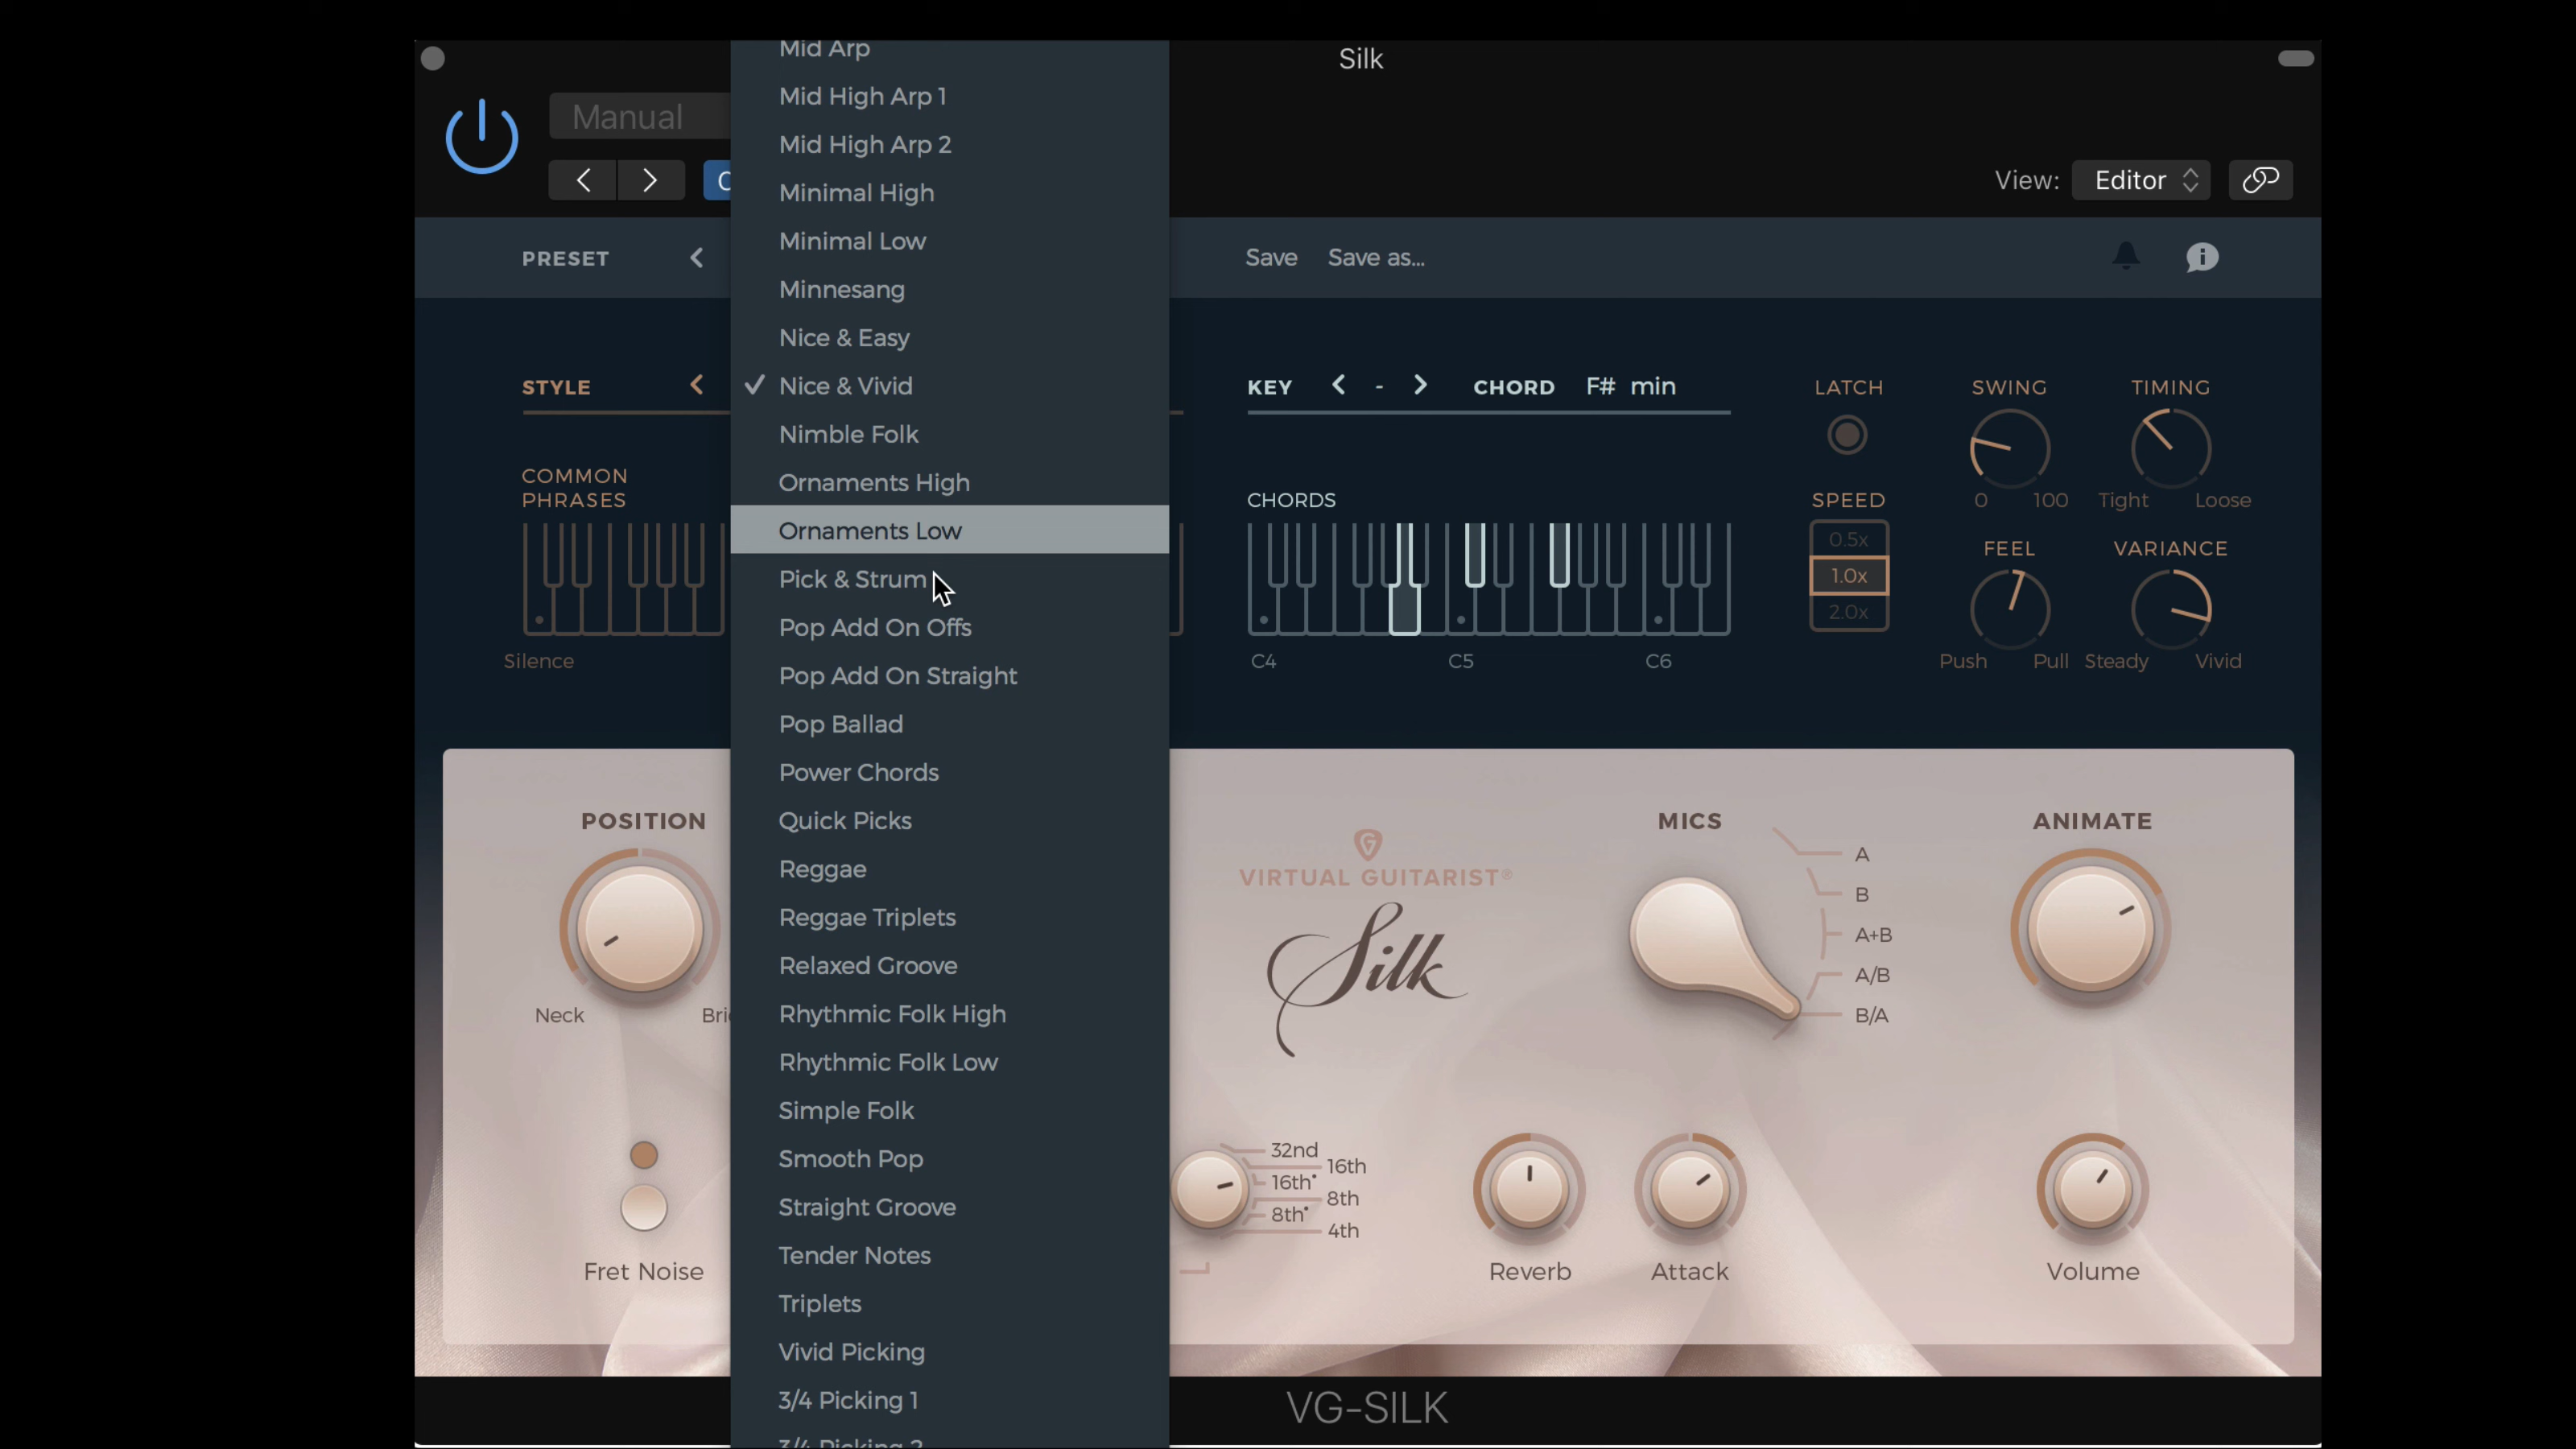 Silk
Manual
View:
Editor
PRESET
Save
Save as...
Mid Arp
Mid High Arp 1
Mid High Arp 2
Minimal High
Minimal Low
Minnesang
Nice & Easy
Nice & Vivid
Nimble Folk
Ornaments High
Ornaments Low
Pick & Strum
Pop Add On Offs
Pop Add On Straight
Pop Ballad
Power Chords
Quick Picks
Reggae
Reggae Triplets
Relaxed Groove
Rhythmic Folk High
Rhythmic Folk Low
Simple Folk
Smooth Pop
Straight Groove
Tender Notes
Triplets
Vivid Picking
3/4 Picking 1
3/4 Picking 2
STYLE
COMMON
PHRASES
Silence
KEY - CHORD F# min
CHORDS
C4 C5 C6
LATCH
SPEED
0.5x
1.0x
2.0x
SWING
0 100
TIMING
Tight Loose
FEEL
Push Pull
VARIANCE
Steady Vivid
POSITION
Neck
Fret Noise
G
VIRTUAL GUITARIST®
Silk
MICS
A
B
A+B
A/B
B/A
ANIMATE
32nd
16th
16th•
8th
8th•
4th
Reverb
Attack
Volume
VG-SILK